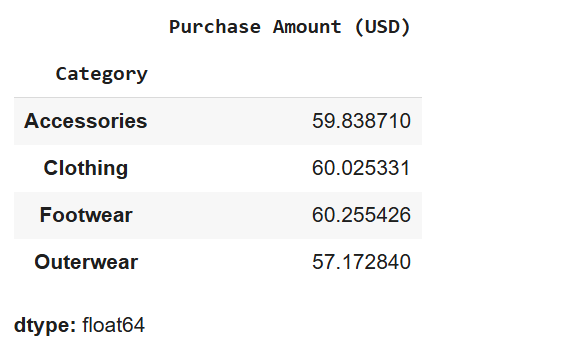 Purchase Amount (USD)
Category
Accessories 59.838710
Clothing 60.025331
Footwear 60.255426
Outerwear 57.172840
dtype: float64